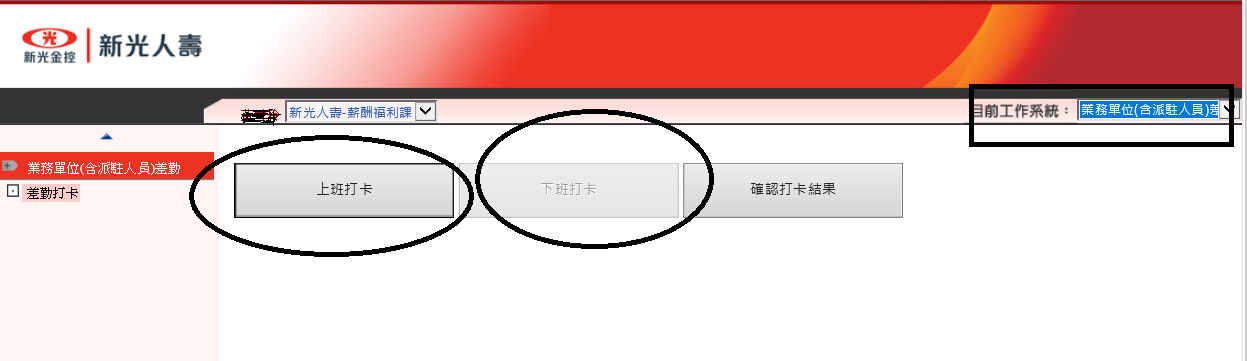 光
新光金控
新光人壽
新光人壽-薪酬福利課
目前工作系統：
業務單位(含派駐人員)差
業務單位(含派駐人員)差勤
差勤打卡
上班打卡
下班打卡
確認打卡結果